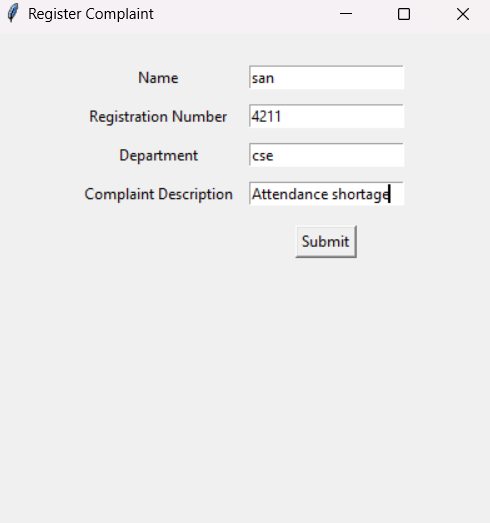 Register Complaint
Name san
Registration Number 4211
Department cse
Complaint Description Attendance shortage
Submit